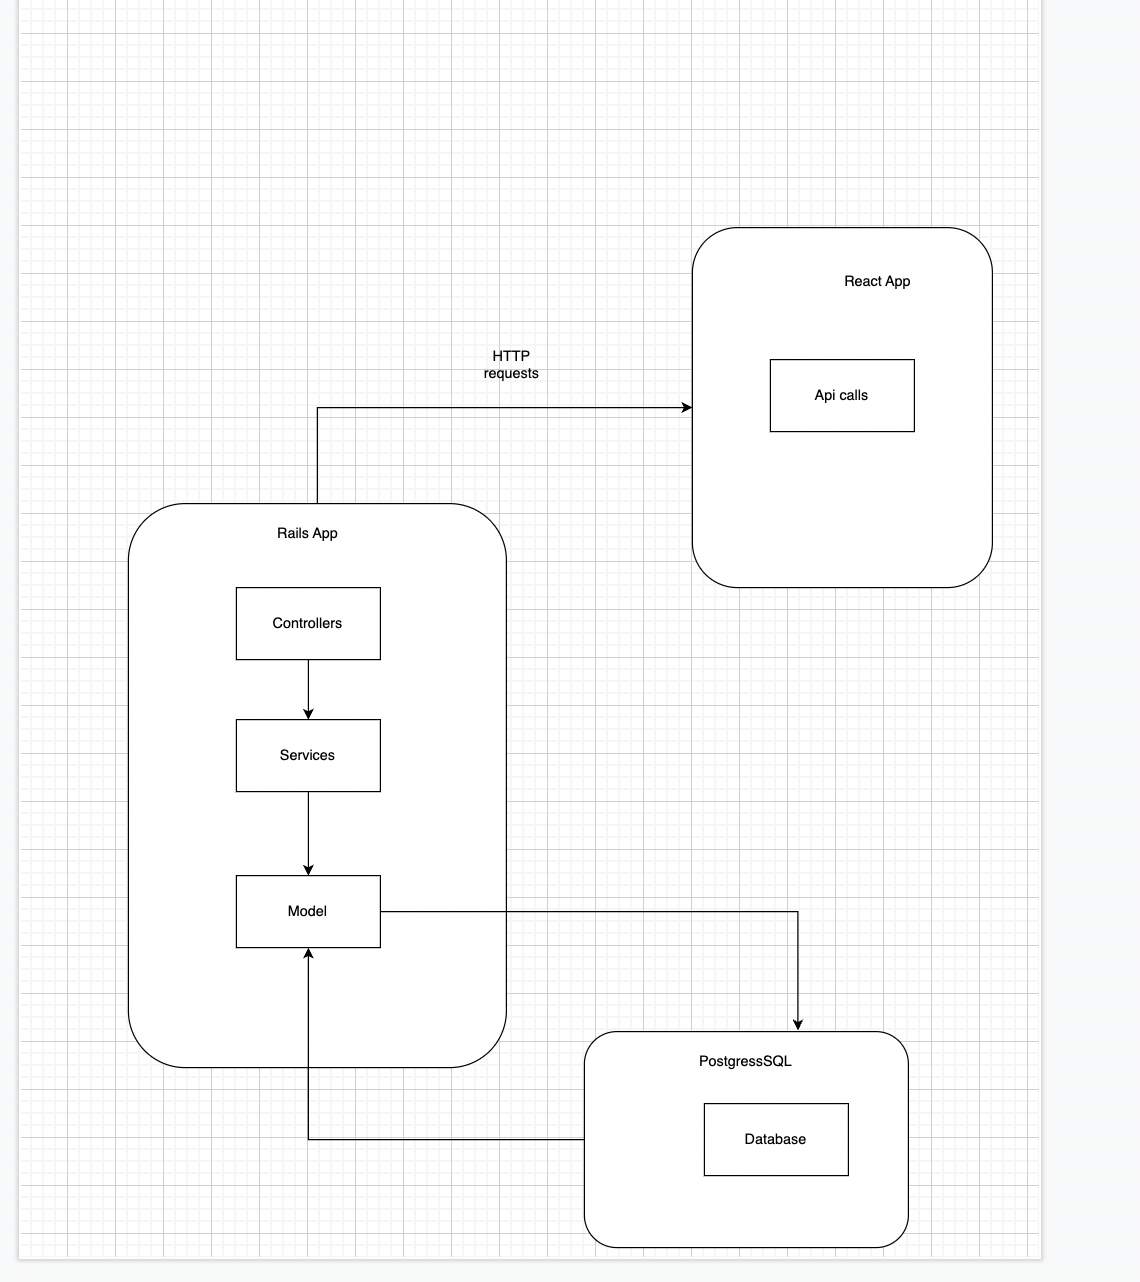 React App
HTTP
requests
Api calls
Rails App
Controllers
Services
Model
PostgressSQL
Database